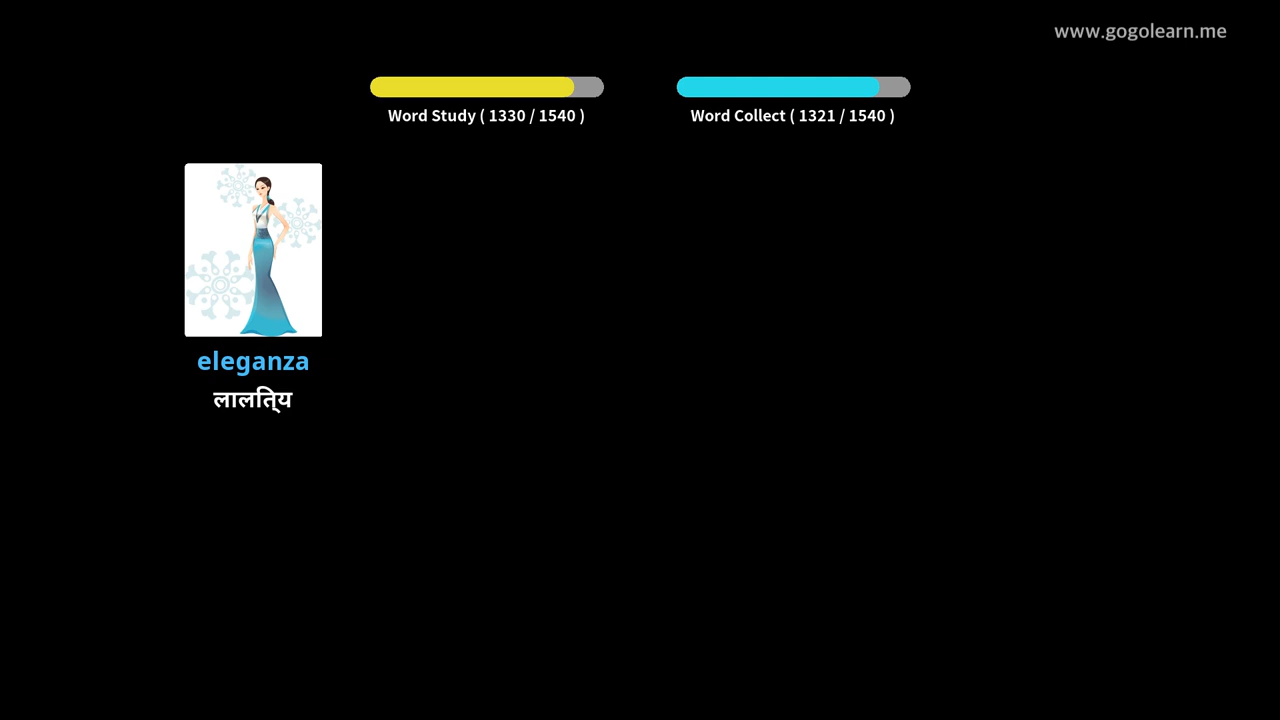 www.gogolearn.me
Word Study ( 1330 / 1540 )
Word Collect ( 1321 / 1540 )
eleganza
लालित्य